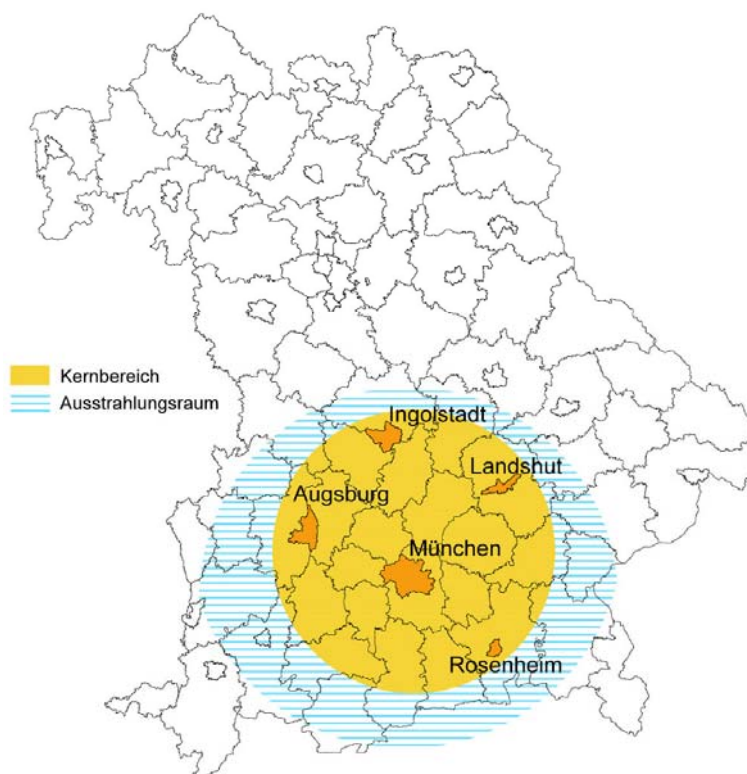 Kernbereich
Ausstrahlungsraum
Ingolstadt
Landshut
Augsburg
München
Rosenheim